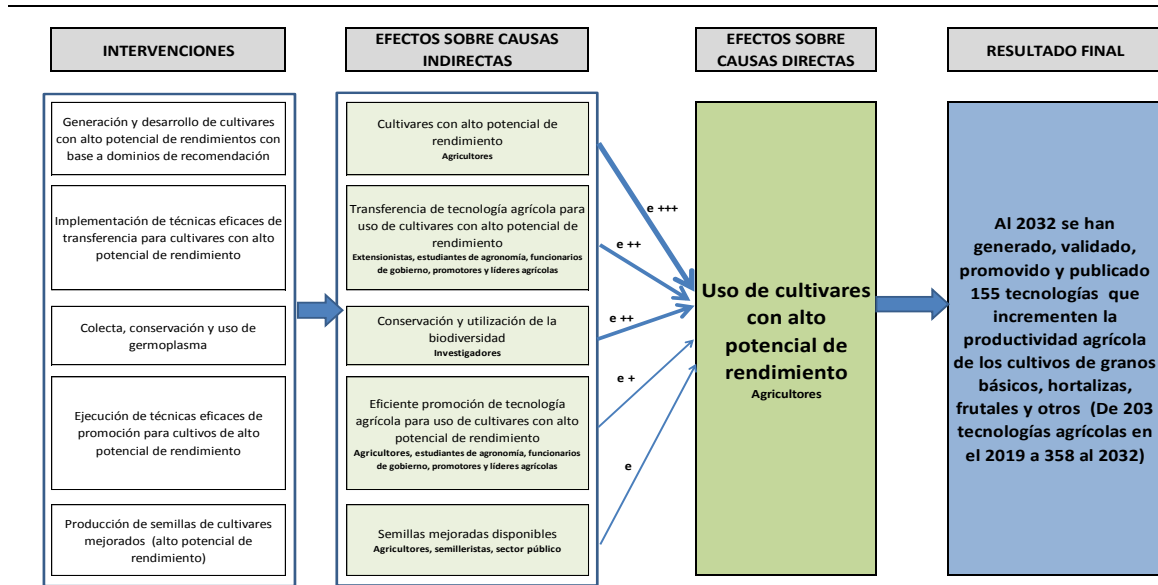 INTERVENCIONES
EFECTOS SOBRE CAUSAS
INDIRECTAS
EFECTOS SOBRE
CAUSAS DIRECTAS
RESULTADO FINAL
Generación y desarrollo de cultivares
con alto potencial de rendimientos con
base a dominios de recomendación
Implementación de técnicas eficaces de
transferencia para cultivares con alto
potencial de rendimiento
Colecta, conservación y uso de
germoplasma
Ejecución de técnicas eficaces de
promoción para cultivos de alto
potencial de rendimiento
Producción de semillas de cultivares
mejorados (alto potencial de
rendimiento)
Cultivares con alto potencial de
rendimiento
Agricultores
Transferencia de tecnología agrícola para
uso de cultivares con alto potencial de
rendimiento
Extensionistas, estudiantes de agronomía, funcionarios
de gobierno, promotores y líderes agrícolas
Conservación y utilización de la
biodiversidad
Investigadores
Eficiente promoción de tecnología
agrícola para uso de cultivares con alto
potencial de rendimiento
Agricultores, estudiantes de agronomía, funcionarios
de gobierno, promotores y líderes agrícolas
Semillas mejoradas disponibles
Agricultores, semilleristas, sector público
e +++
e ++
e ++
e +
e
Uso de cultivares
con alto
potencial de
rendimiento
Agricultores
Al 2032 se han
generado, validado,
promovido y publicado
155 tecnologías que
incrementen la
productividad agrícola
de los cultivos de granos
básicos, hortalizas,
frutales y otros (De 203
tecnologías agrícolas en
el 2019 a 358 al 2032)